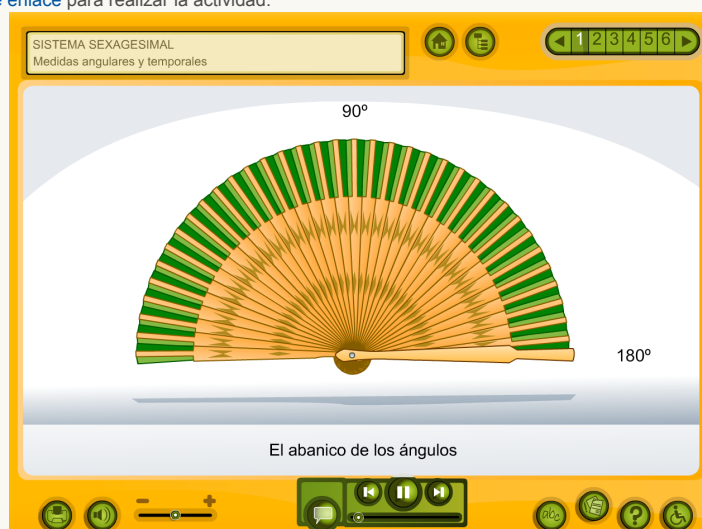 enlace para realizar la actividad.
SISTEMA SEXAGESIMAL
Medidas angulares y temporales
1 2 3 4 5 6
90º
180º
El abanico de los ángulos
- +
abc
?